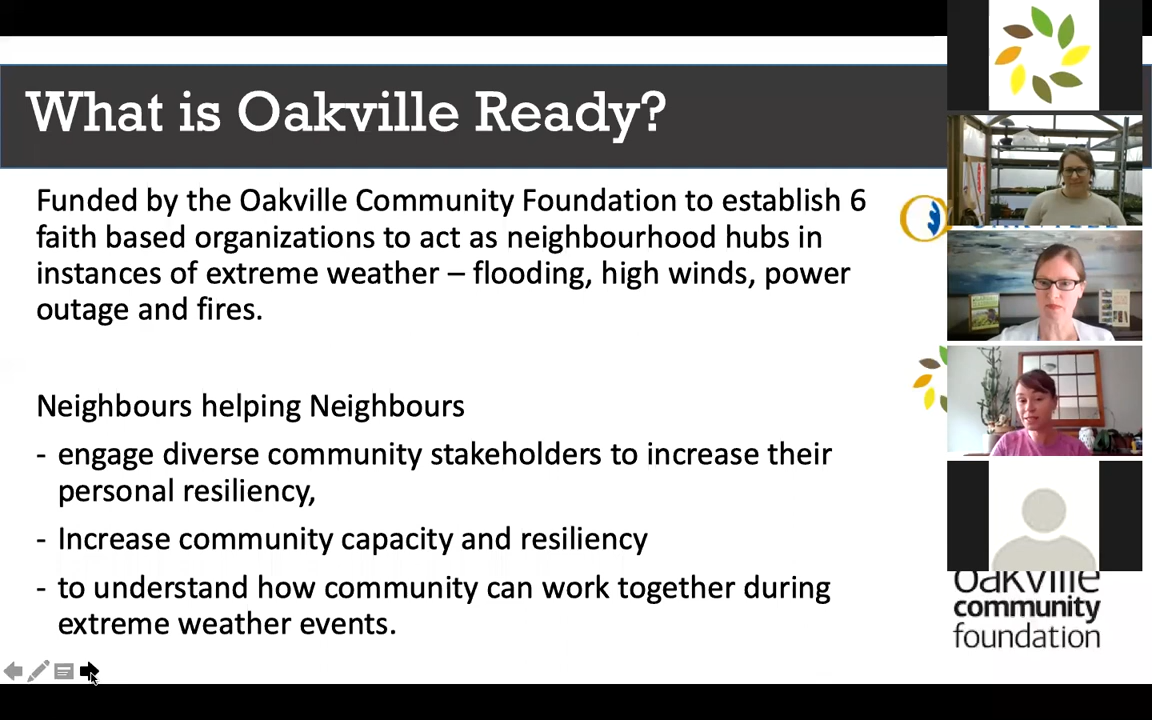 What is Oakville Ready?
Funded by the Oakville Community Foundation to establish 6
faith based organizations to act as neighbourhood hubs in
instances of extreme weather – flooding, high winds, power
outage and fires.
Neighbours helping Neighbours
- engage diverse community stakeholders to increase their
personal resiliency,
- Increase community capacity and resiliency
- to understand how community can work together during
extreme weather events.
oakville
community
foundation